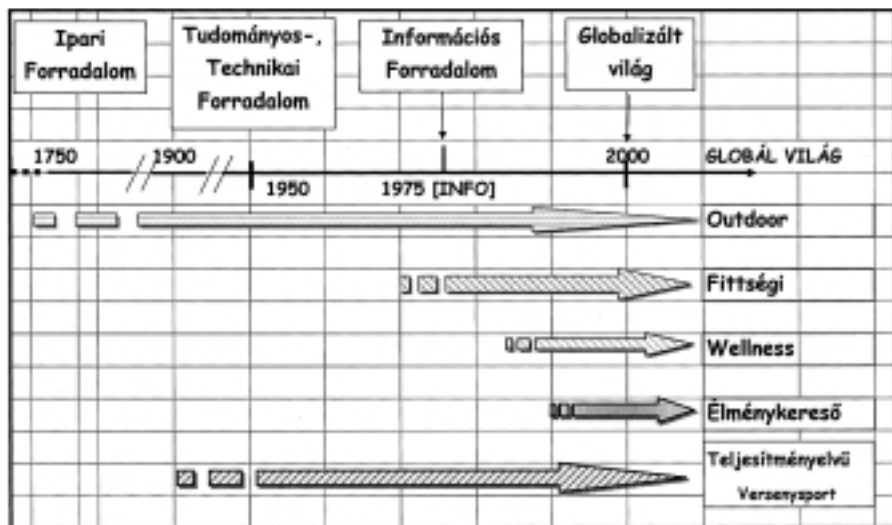 Ipari
Forradalom
Tudományos-,
Technikai
Forradalom
Információs
Forradalom
Globalizált
világ
1750
1900
1950
1975 [INFO]
2000
GLOBÁL VILÁG
Outdoor
Fittségi
Wellness
Élménykereső
Teljesítményelvű
Versenysport